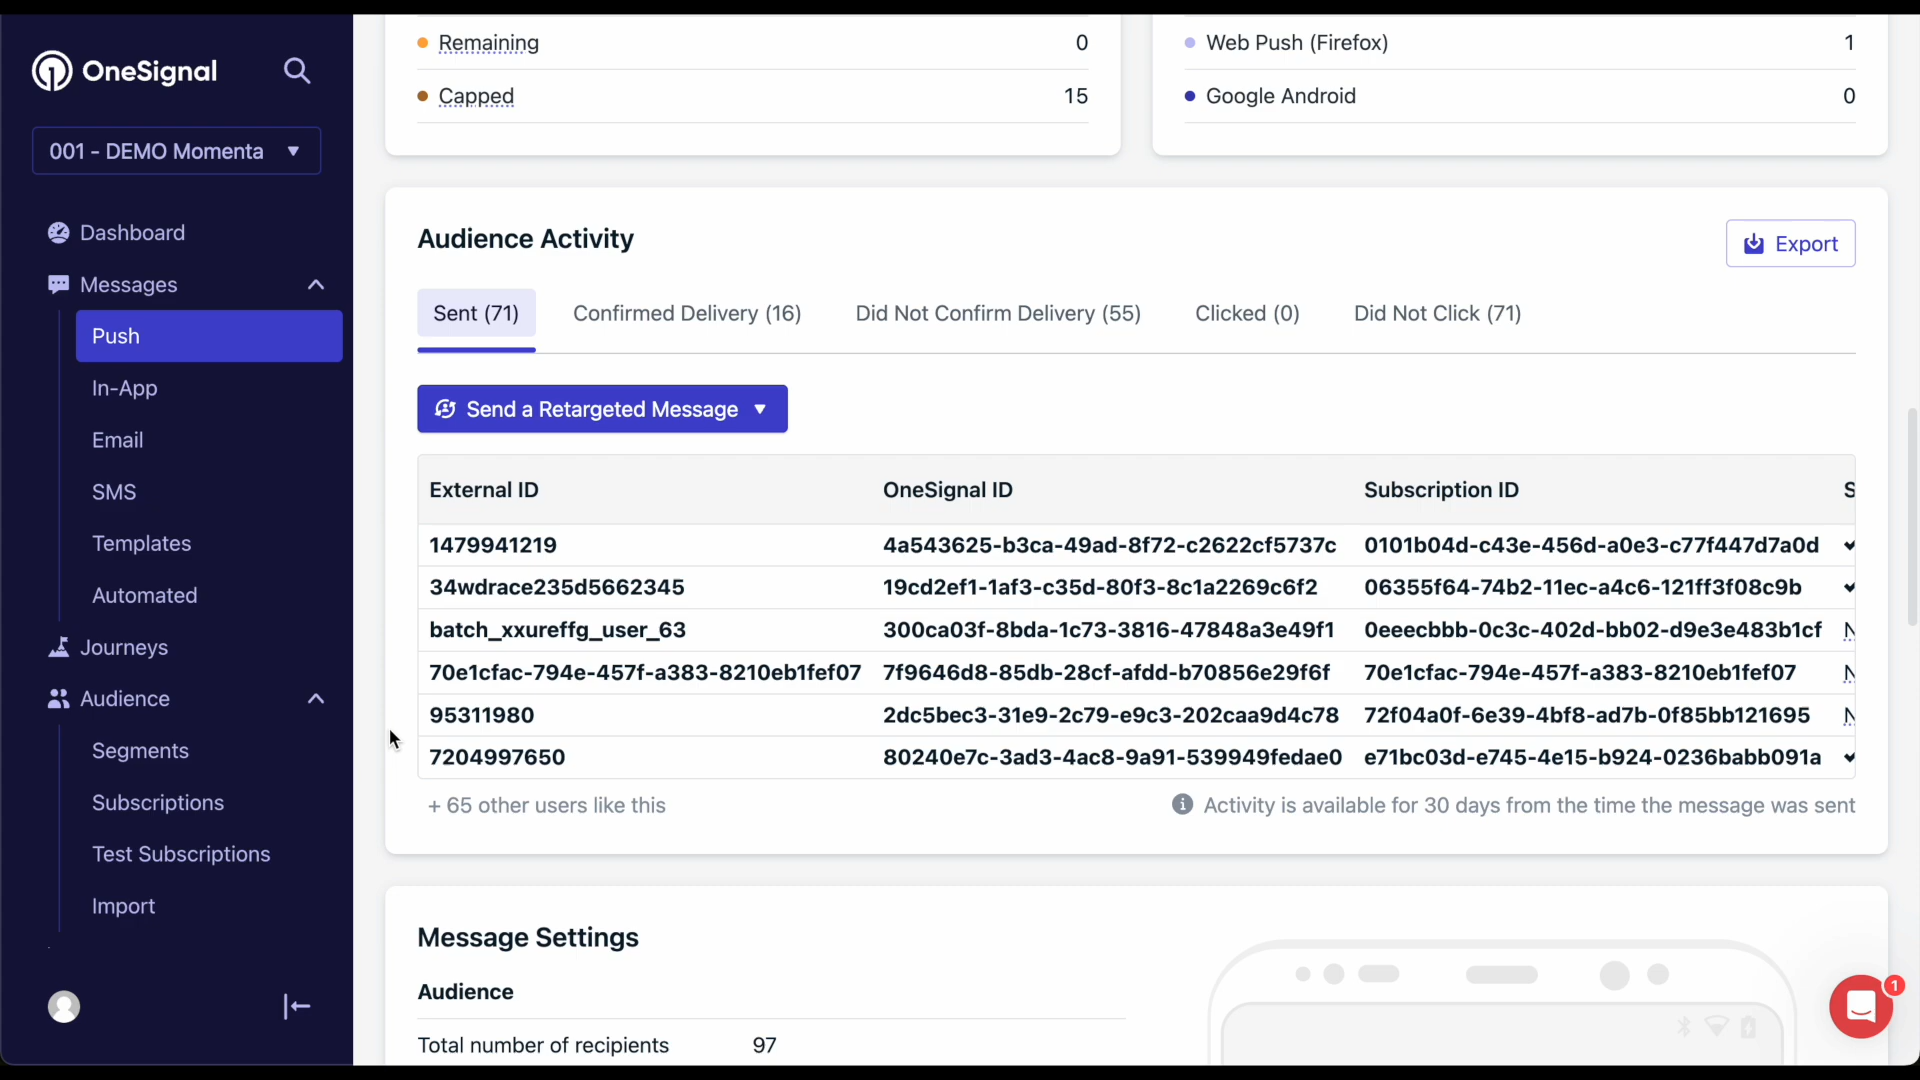 OneSignal
001 - DEMO Momenta
Dashboard
Messages
Push
In-App
Email
SMS
Templates
Automated
Journeys
Audience
Segments
Subscriptions
Test Subscriptions
Import
Remaining 0
Capped 15
Web Push (Firefox) 1
Google Android 0
Audience Activity
Export
Sent (71) Confirmed Delivery (16) Did Not Confirm Delivery (55) Clicked (0) Did Not Click (71)
Send a Retargeted Message
External ID OneSignal ID Subscription ID S
1479941219 4a543625-b3ca-49ad-8f72-c2622cf5737c 0101b04d-c43e-456d-a0e3-c77f447d7a0d
34wdrace235d5662345 19cd2ef1-1af3-c35d-80f3-8c1a2269c6f2 06355f64-74b2-11ec-a4c6-121ff3f08c9b
batch_xxureffg_user_63 300ca03f-8bda-1c73-3816-47848a3e49f1 0eeecbbb-0c3c-402d-bb02-d9e3e483b1cf N
70e1cfac-794e-457f-a383-8210eb1fef07 7f9646d8-85db-28cf-afdd-b70856e29f6f 70e1cfac-794e-457f-a383-8210eb1fef07 N
95311980 2dc5bec3-31e9-2c79-e9c3-202caa9d4c78 72f04a0f-6e39-4bf8-ad7b-0f85bb121695 N
7204997650 80240e7c-3ad3-4ac8-9a91-539949fedae0 e71bc03d-e745-4e15-b924-0236babb091a
+ 65 other users like this
Activity is available for 30 days from the time the message was sent
Message Settings
Audience
Total number of recipients 97
1